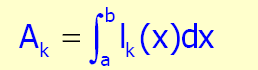 A_k = ∫_a^b l_k(x)dx